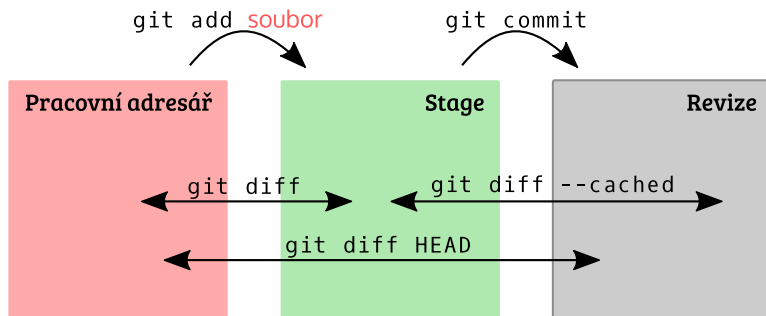 git add soubor
git commit
Pracovní adresář
Stage
Revize
git diff
git diff --cached
git diff HEAD